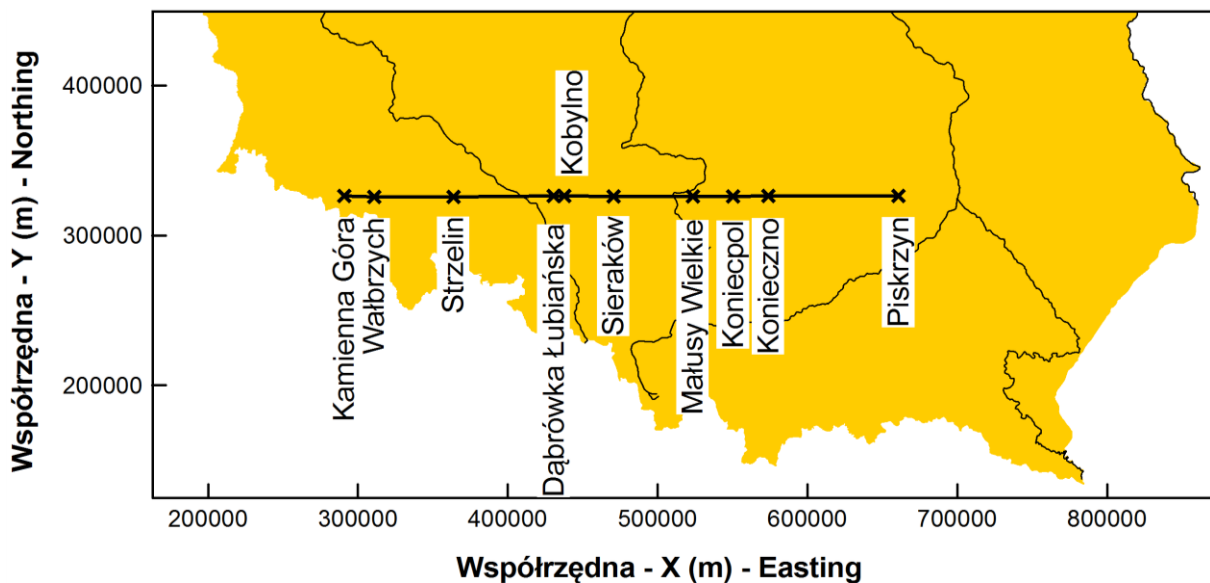 Współrzędna - Y (m) - Northing
400000
300000
200000
Kobylno
Kamienna Góra
Wałbrzych
Strzelin
Dąbrówka Łubiańska
Sieraków
Małusy Wielkie
Koniecpol
Konieczno
Piskrzyn
200000 300000 400000 500000 600000 700000 800000
Współrzędna - X (m) - Easting